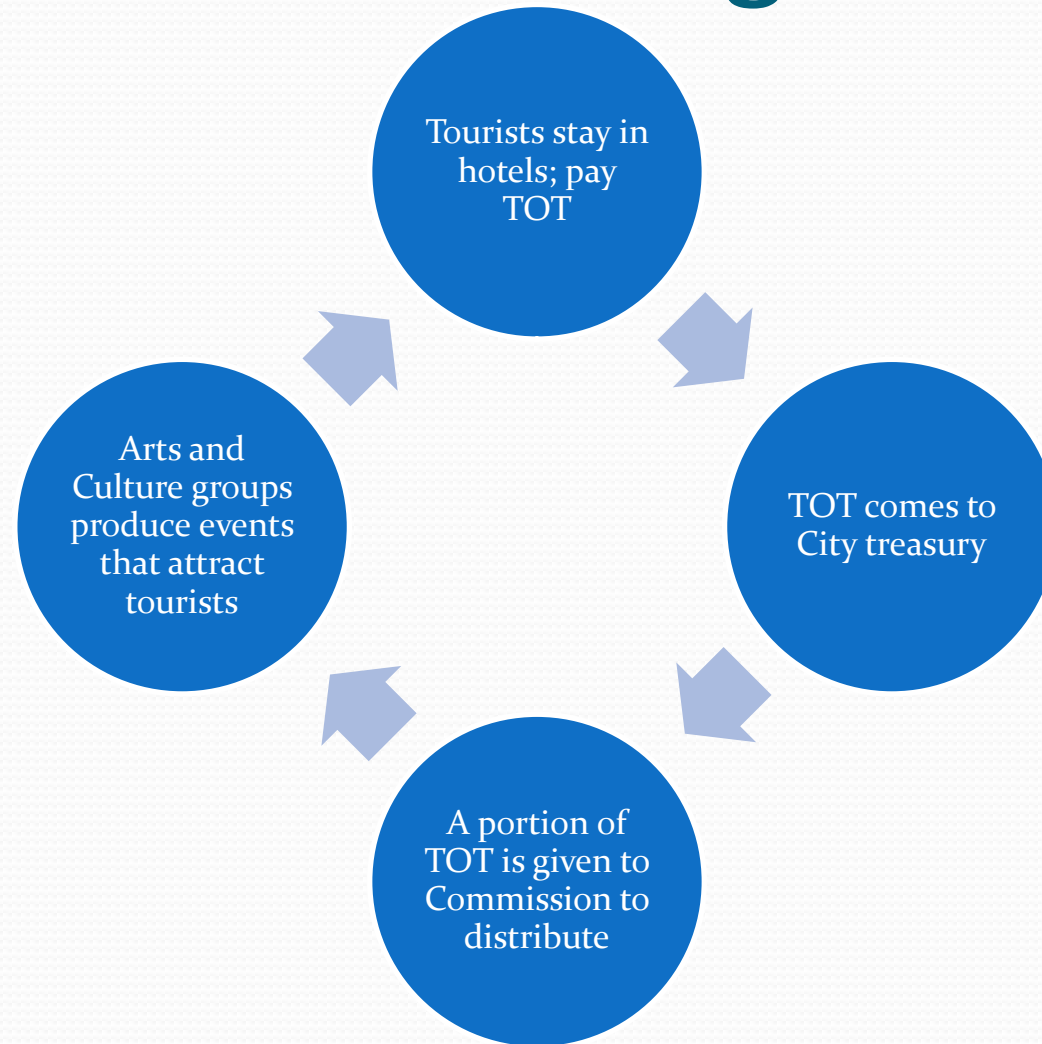 Tourists stay in
hotels; pay
TOT
TOT comes to
City treasury
A portion of
TOT is given to
Commission to
distribute
Arts and
Culture groups
produce events
that attract
tourists